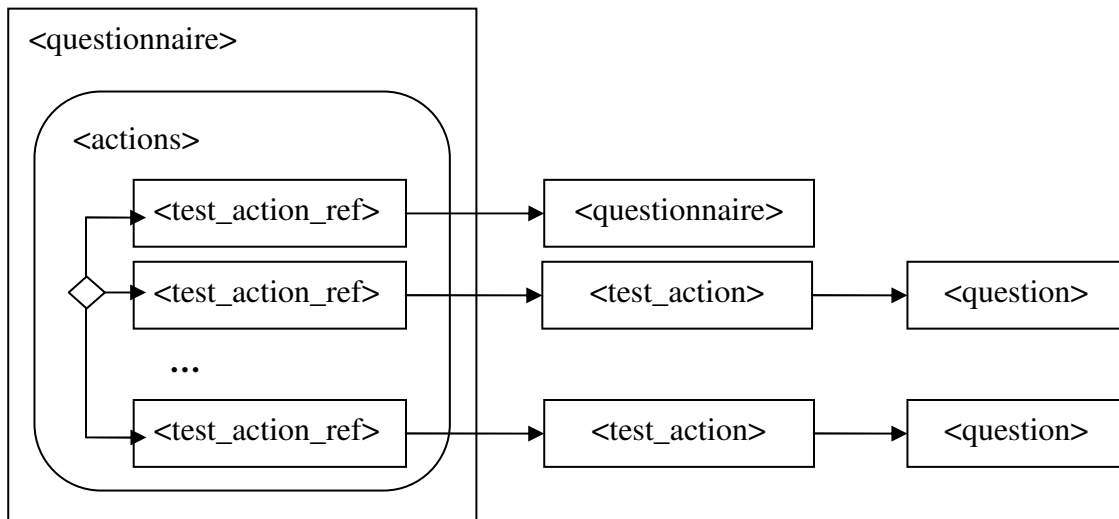 <questionnaire>
<actions>
<test_action_ref> <questionnaire>
<test_action_ref> <test_action> <question>
...
<test_action_ref> <test_action> <question>